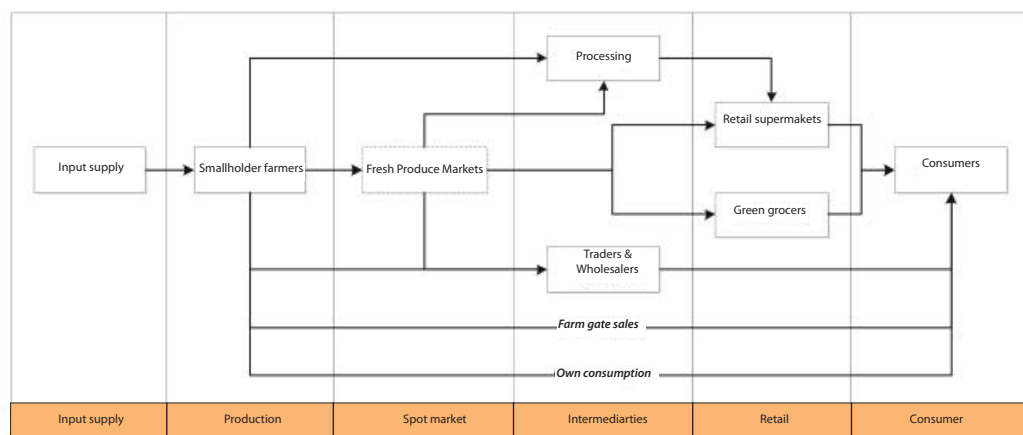 Processing
Retail supermakets
Input supply
Smallholder farmers
Fresh Produce Markets
Consumers
Green grocers
Traders &
Wholesalers
Farm gate sales
Own consumption
Input supply
Production
Spot market
Intermediarties
Retail
Consumer